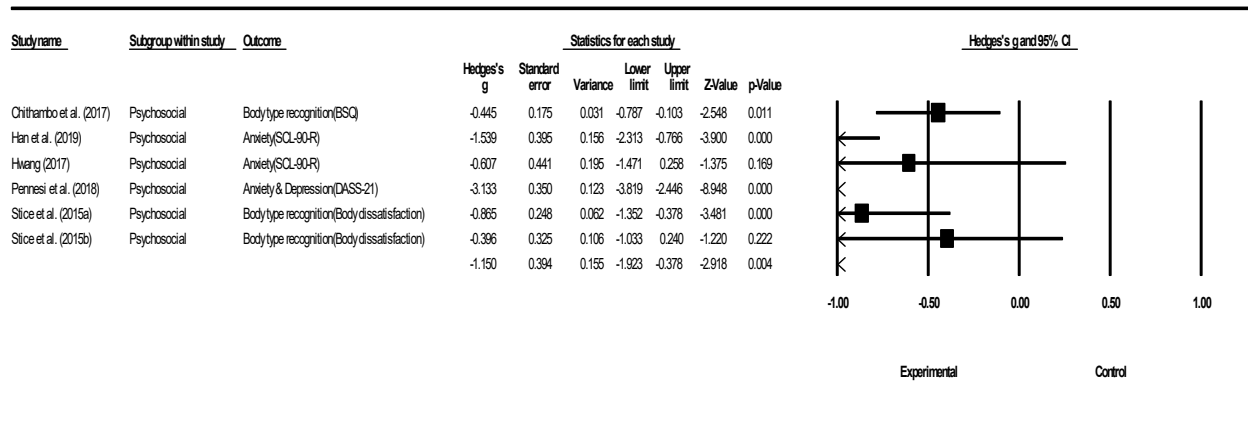 Study name Subgroup within study Outcome Statistics for each study Hedges's g and 95% CI
Hedges's g Standard error Variance Lower limit Upper limit Z-Value p-Value
Chithambo et al. (2017) Psychosocial Body type recognition(BSQ) -0.445 0.175 0.031 -0.787 -0.103 -2.548 0.011
Han et al. (2019) Psychosocial Anxiety(SCL-90-R) -1.539 0.395 0.156 -2.313 -0.766 -3.900 0.000
Hwang (2017) Psychosocial Anxiety(SCL-90-R) -0.607 0.441 0.195 -1.471 0.258 -1.375 0.169
Pennesi et al. (2018) Psychosocial Anxiety & Depression(DASS-21) -3.133 0.350 0.123 -3.819 -2.446 -8.948 0.000
Stice et al. (2015a) Psychosocial Body type recognition(Body dissatisfaction) -0.865 0.248 0.062 -1.352 -0.378 -3.481 0.000
Stice et al. (2015b) Psychosocial Body type recognition(Body dissatisfaction) -0.396 0.325 0.106 -1.033 0.240 -1.220 0.222
-1.150 0.394 0.155 -1.923 -0.378 -2.918 0.004
-1.00 -0.50 0.00 0.50 1.00
Experimental Control